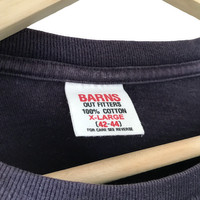 BARNS
OUT FITTERS
100% COTTON
X-LARGE
(42-44)
FOR CARE SEE REVERSE